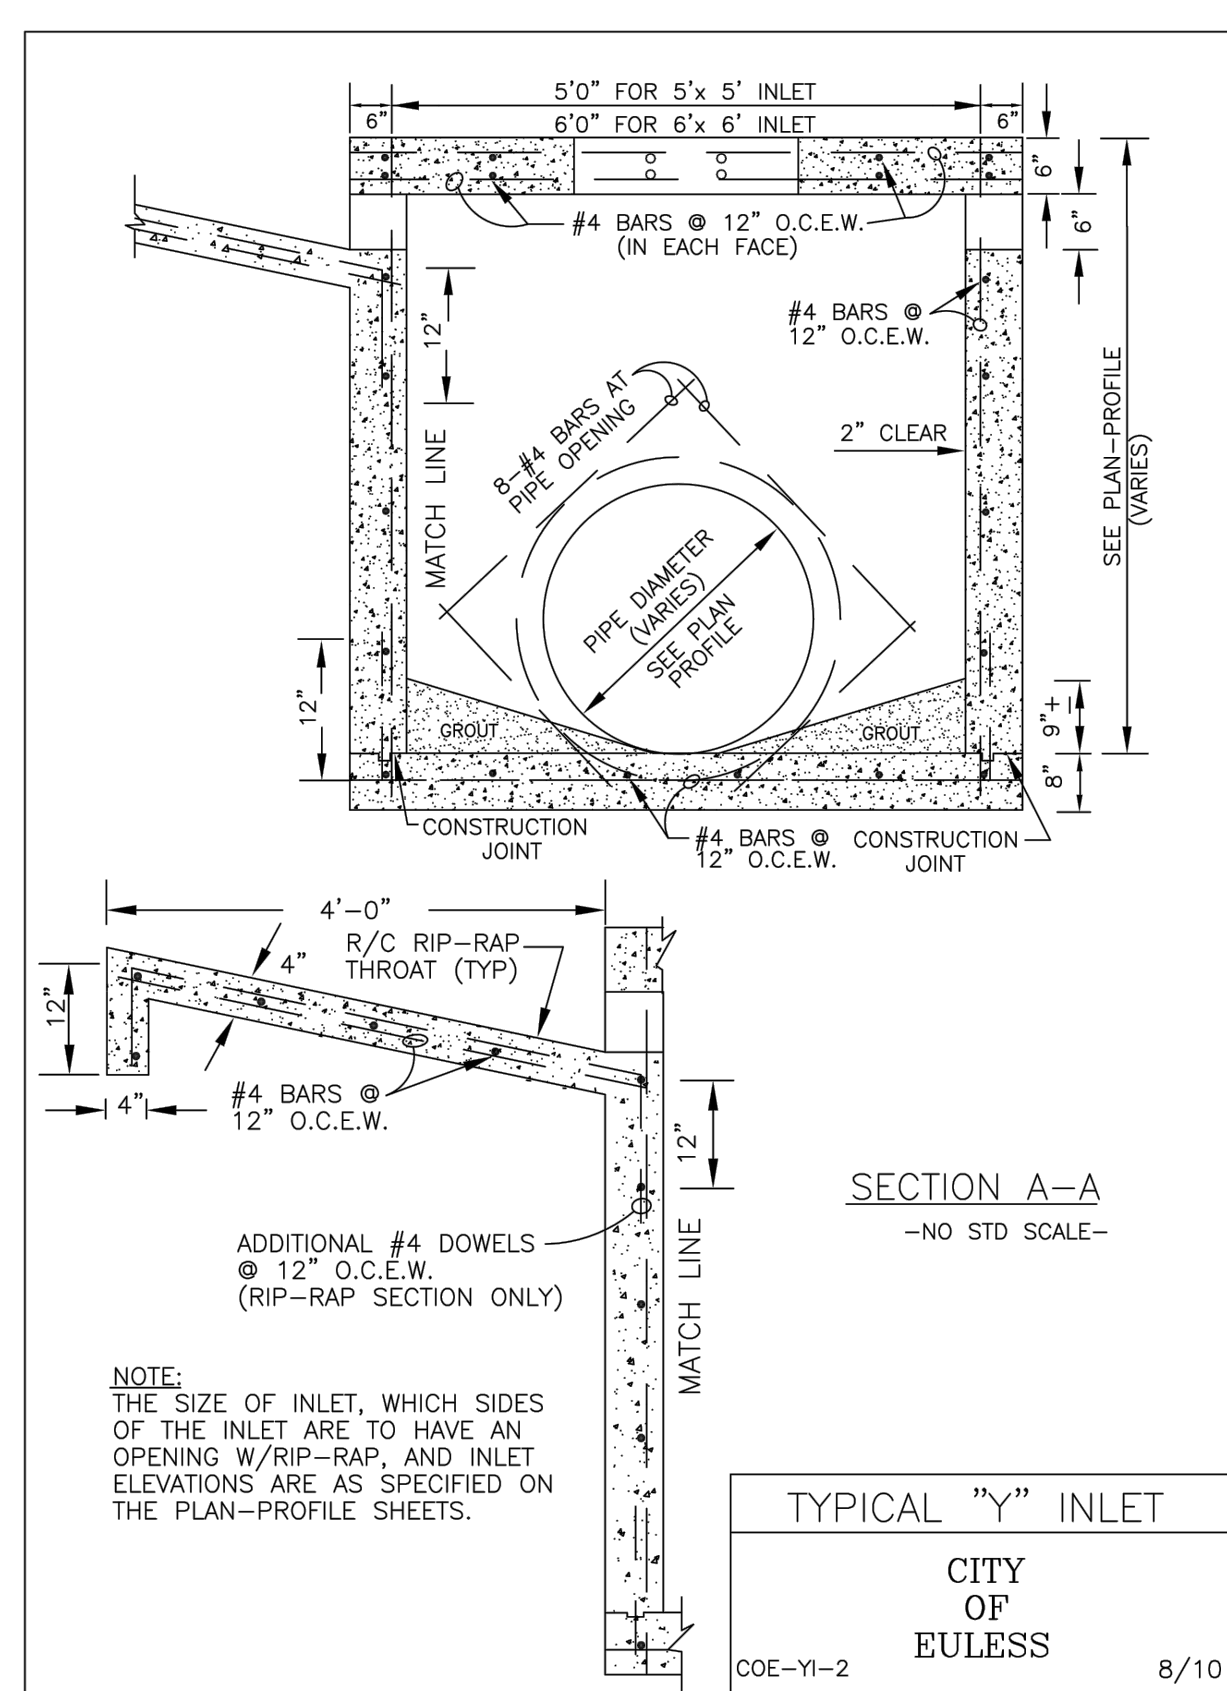 5'0" FOR 5'x 5' INLET
6'0" FOR 6'x 6' INLET
6"
6"
6"
6"
#4 BARS @ 12" O.C.E.W.
(IN EACH FACE)
#4 BARS @
12" O.C.E.W.
12"
MATCH LINE
8-#4 BARS AT
PIPE OPENING
2" CLEAR
SEE PLAN-PROFILE
(VARIES)
PIPE DIAMETER
(VARIES)
SEE PLAN
PROFILE
12"
GROUT
GROUT
9"±
8"
CONSTRUCTION
JOINT
#4 BARS @
12" O.C.E.W.
CONSTRUCTION
JOINT
4'-0"
R/C RIP-RAP
THROAT (TYP)
4"
12"
4"
#4 BARS @
12" O.C.E.W.
12"
SECTION A-A
-NO STD SCALE-
ADDITIONAL #4 DOWELS
@ 12" O.C.E.W.
(RIP-RAP SECTION ONLY)
MATCH LINE
NOTE:
THE SIZE OF INLET, WHICH SIDES
OF THE INLET ARE TO HAVE AN
OPENING W/RIP-RAP, AND INLET
ELEVATIONS ARE AS SPECIFIED ON
THE PLAN-PROFILE SHEETS.
TYPICAL "Y" INLET
CITY
OF
EULESS
COE-YI-2
8/10